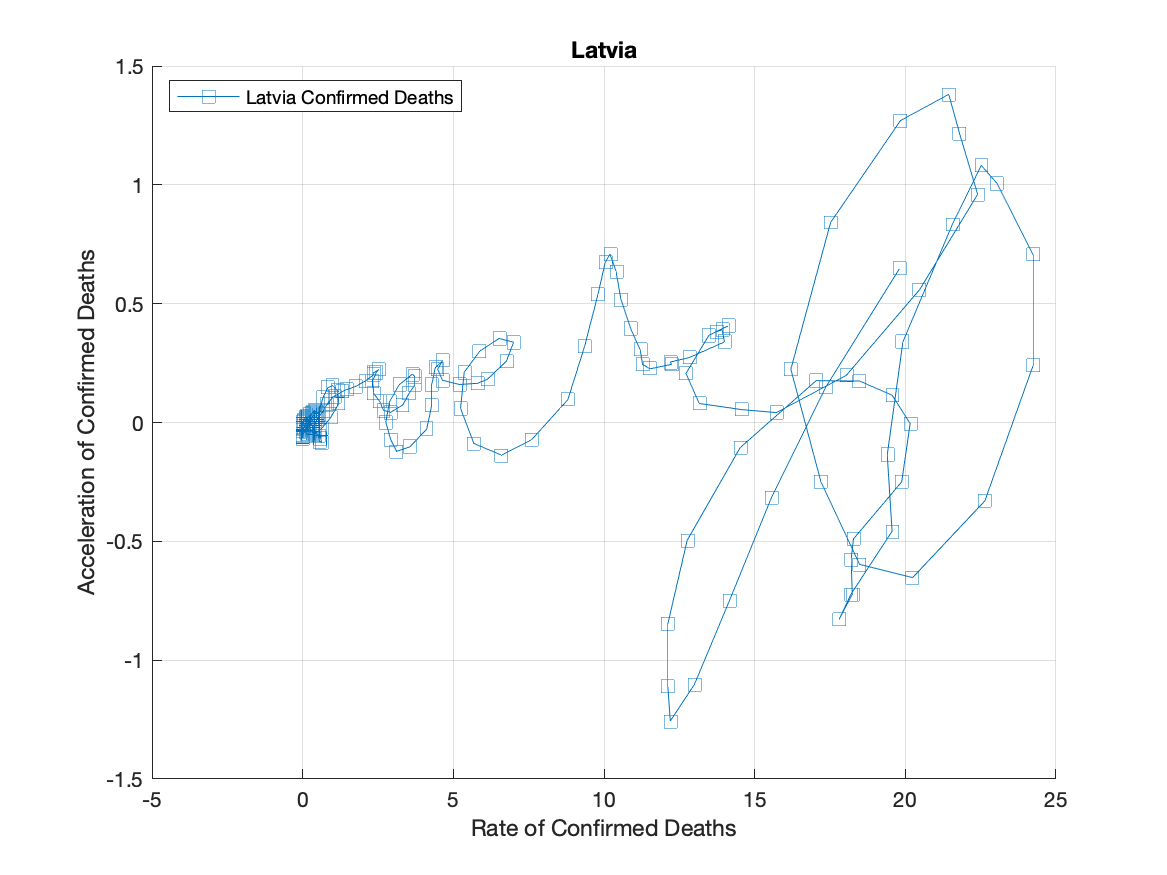 Latvia
Latvia Confirmed Deaths
1.5
1
0.5
0
-0.5
-1
-1.5
Acceleration of Confirmed Deaths
-5 0 5 10 15 20 25
Rate of Confirmed Deaths